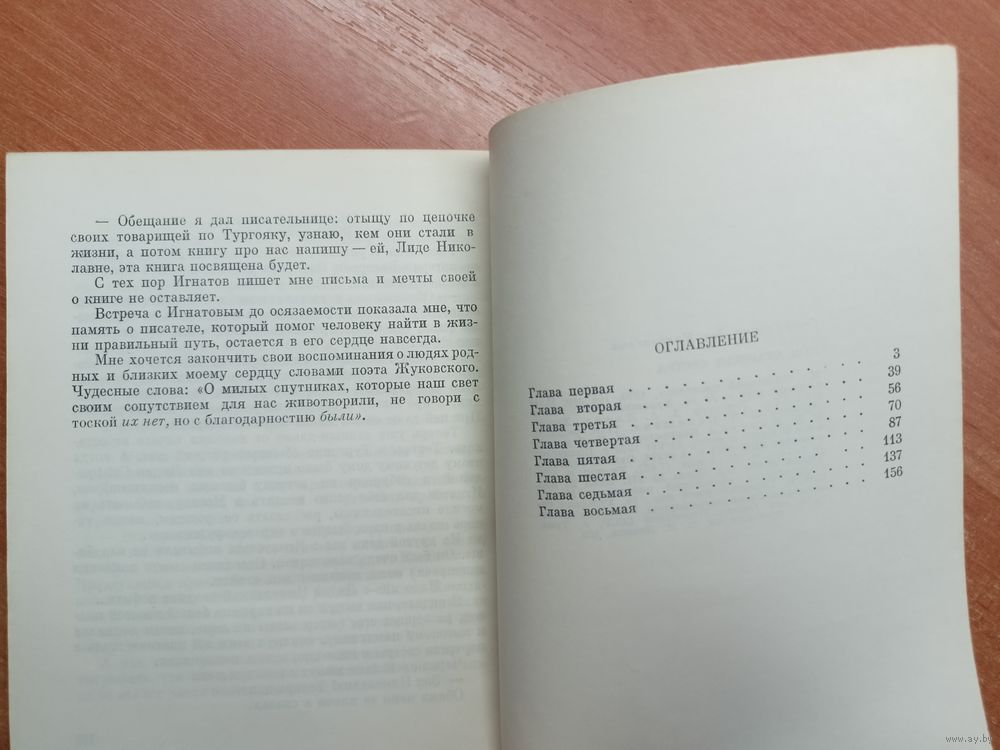 — Обещание я дал писательнице: отыщу по цепочке
своих товарищей по Тургояку, узнаю, кем они стали в
жизни, а потом книгу про нас напишу — ей, Лиде Нико-
лавне, эта книга посвящена будет.
С тех пор Игнатов пишет мне письма и мечты своей
о книге не оставляет.
Встреча с Игнатовым до осязаемости показала мне, что
память о писателе, который помог человеку найти в жиз-
ни правильный путь, остается в его сердце навсегда.
Мне хочется закончить свои воспоминания о людях род-
ных и близких моему сердцу словами поэта Жуковского.
Чудесные слова: «О милых спутниках, которые наш свет
своим сопутствием для нас животворили, не говори с
тоской их нет, но с благодарностию были».
ОГЛАВЛЕНИЕ
Глава первая . . . . . . . . . . 3
Глава вторая . . . . . . . . . . 39
Глава третья . . . . . . . . . . 56
Глава четвертая . . . . . . . . . . 70
Глава пятая . . . . . . . . . . 87
Глава шестая . . . . . . . . . . 113
Глава седьмая . . . . . . . . . . 137
Глава восьмая . . . . . . . . . . 156
www.ay.by